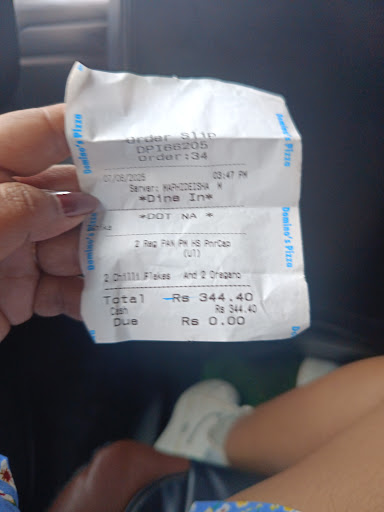 Order Slip
DPI66205
Order:34
07/06/2025 03:47 PM
Server: MAPHIDEISHA M
*Dine In*
*DOT NA *
2 Reg PAN PM HS PnrCap
(U1)
2 Chilli Flakes And 2 Oregano
Total Rs 344.40
Cash Rs 344.40
Due Rs 0.00
Domino's Pizza
Domino's Pizza
Domino's Pizza